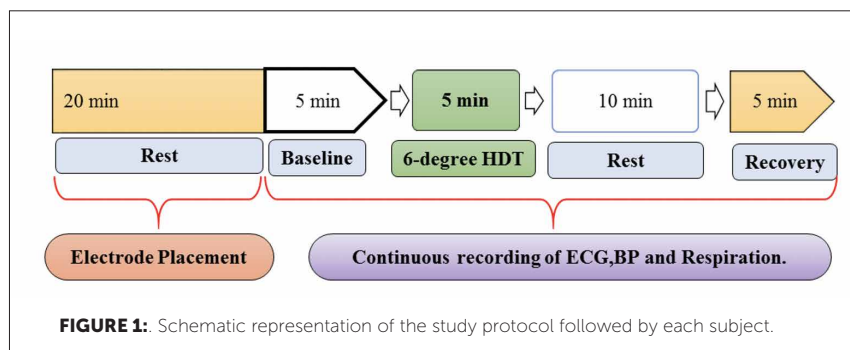 20 min
5 min
5 min
10 min
5 min
Rest
Baseline
6-degree HDT
Rest
Recovery
Electrode Placement
Continuous recording of ECG,BP and Respiration.
FIGURE 1:. Schematic representation of the study protocol followed by each subject.